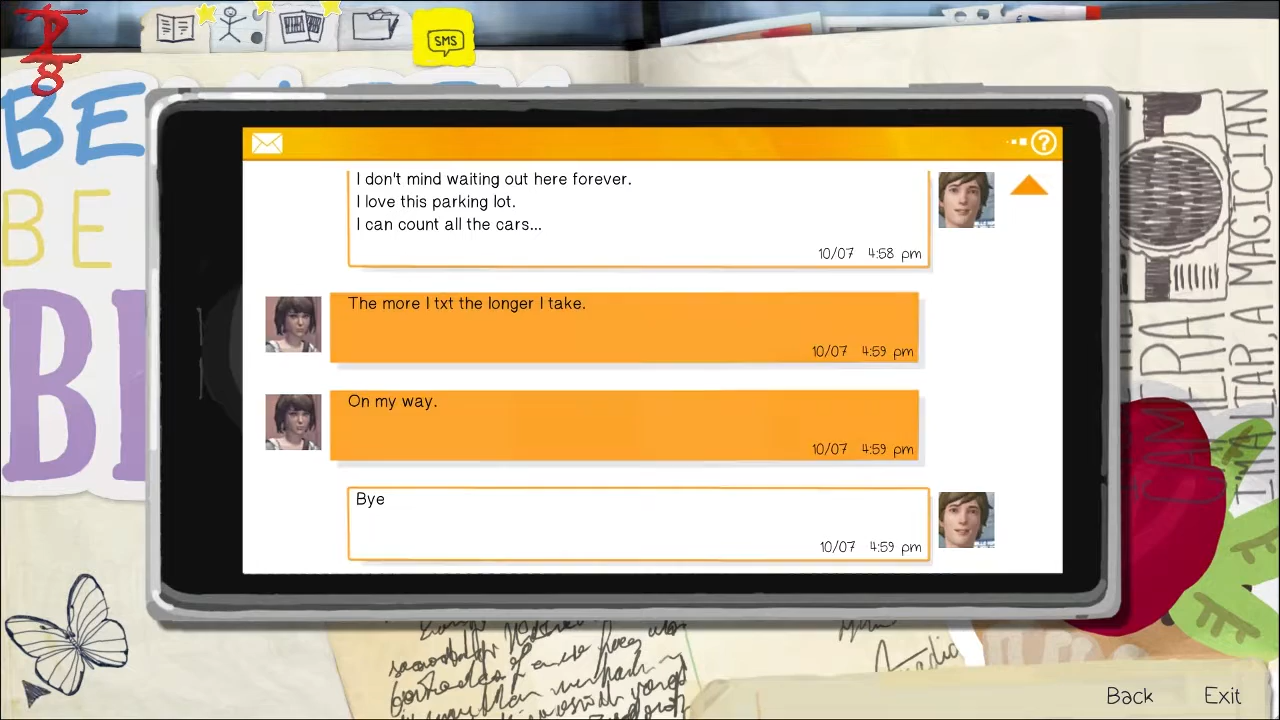 SMS
BE
BE
I don't mind waiting out here forever.
I love this parking lot.
I can count all the cars...
10/07 4:58 pm
The more I txt the longer I take.
10/07 4:59 pm
On my way.
10/07 4:59 pm
Bye
10/07 4:59 pm
CAMERA
I'M A LIAR, A MAGICIAN
Back
Exit